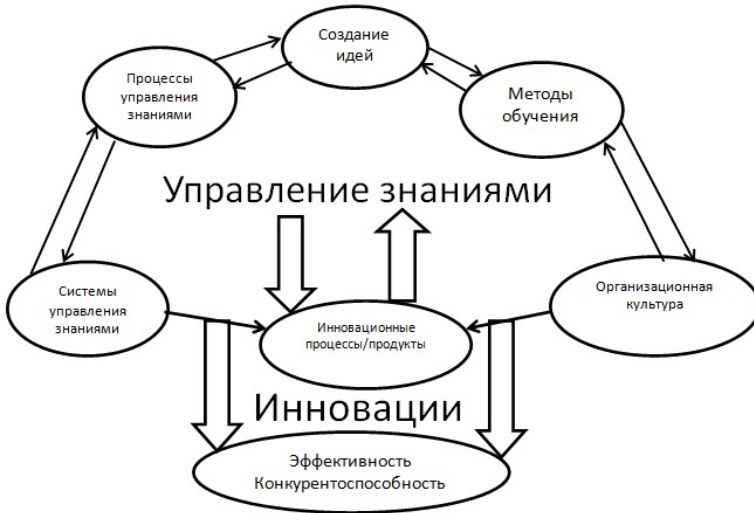 Создание
идей
Процессы
управления
знаниями
Методы
обучения
Управление знаниями
Системы
управления
знаниями
Организационная
культура
Инновационные
процессы/продукты
Инновации
Эффективность
Конкурентоспособность